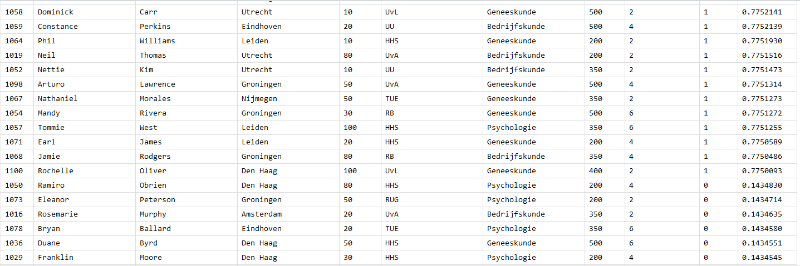 1058 Dominick Carr Utrecht 10 UvL Geneeskunde 500 2 1 0.7752141
1059 Constance Perkins Eindhoven 20 UU Bedrijfskunde 500 4 1 0.7752139
1064 Phil Williams Leiden 10 HHS Geneeskunde 200 2 1 0.7751930
1019 Neil Thomas Utrecht 80 UvA Bedrijfskunde 200 2 1 0.7751516
1052 Nettie Kim Utrecht 10 UU Bedrijfskunde 350 2 1 0.7751473
1098 Arturo Lawrence Groningen 50 UvA Geneeskunde 500 4 1 0.7751314
1067 Nathaniel Morales Nijmegen 50 TUE Geneeskunde 350 2 1 0.7751273
1054 Mandy Rivera Groningen 30 RB Geneeskunde 500 6 1 0.7751272
1057 Tommie West Leiden 100 HHS Psychologie 350 6 1 0.7751255
1071 Earl James Leiden 20 HHS Geneeskunde 200 4 1 0.7750589
1068 Jamie Rodgers Groningen 80 RB Bedrijfskunde 350 4 1 0.7750486
1100 Rochelle Oliver Den Haag 100 UvL Geneeskunde 400 2 1 0.7750093
1050 Ramiro Obrien Den Haag 80 HHS Psychologie 200 4 0 0.1434830
1073 Eleanor Peterson Groningen 50 RUG Psychologie 200 2 0 0.1434714
1016 Rosemarie Murphy Amsterdam 20 UvA Bedrijfskunde 350 2 0 0.1434635
1078 Bryan Ballard Eindhoven 20 TUE Psychologie 350 6 0 0.1434580
1036 Duane Byrd Den Haag 50 HHS Geneeskunde 500 6 0 0.1434551
1029 Franklin Moore Den Haag 30 HHS Psychologie 200 4 0 0.1434545